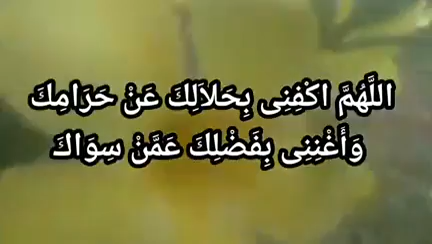 اللَّهُمَّ اكْفِنِى بِحَلاَلِكَ عَنْ حَرَامِكَ
وَأَغْنِنِى بِفَضْلِكَ عَمَّنْ سِوَاكَ